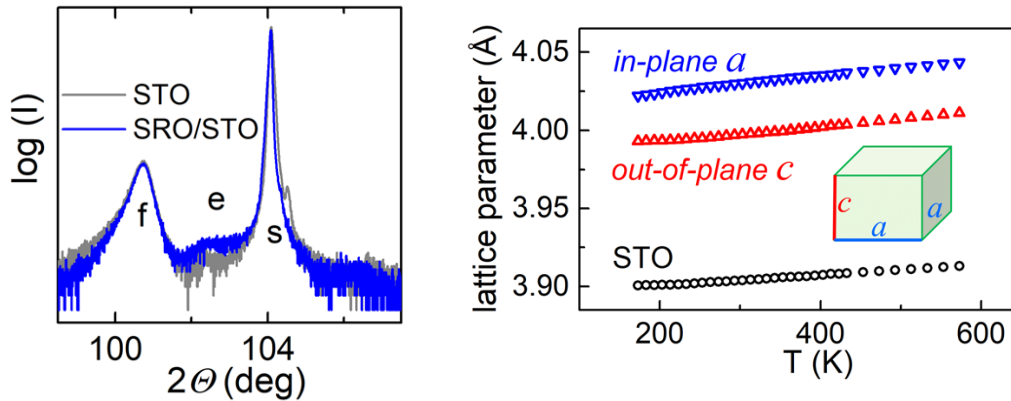 log (I)
STO
SRO/STO
f
e
s
100
104
2Θ (deg)
lattice parameter (Å)
4.05
4.00
3.95
3.90
in-plane a
out-of-plane c
c
a
a
STO
200
400
600
T (K)